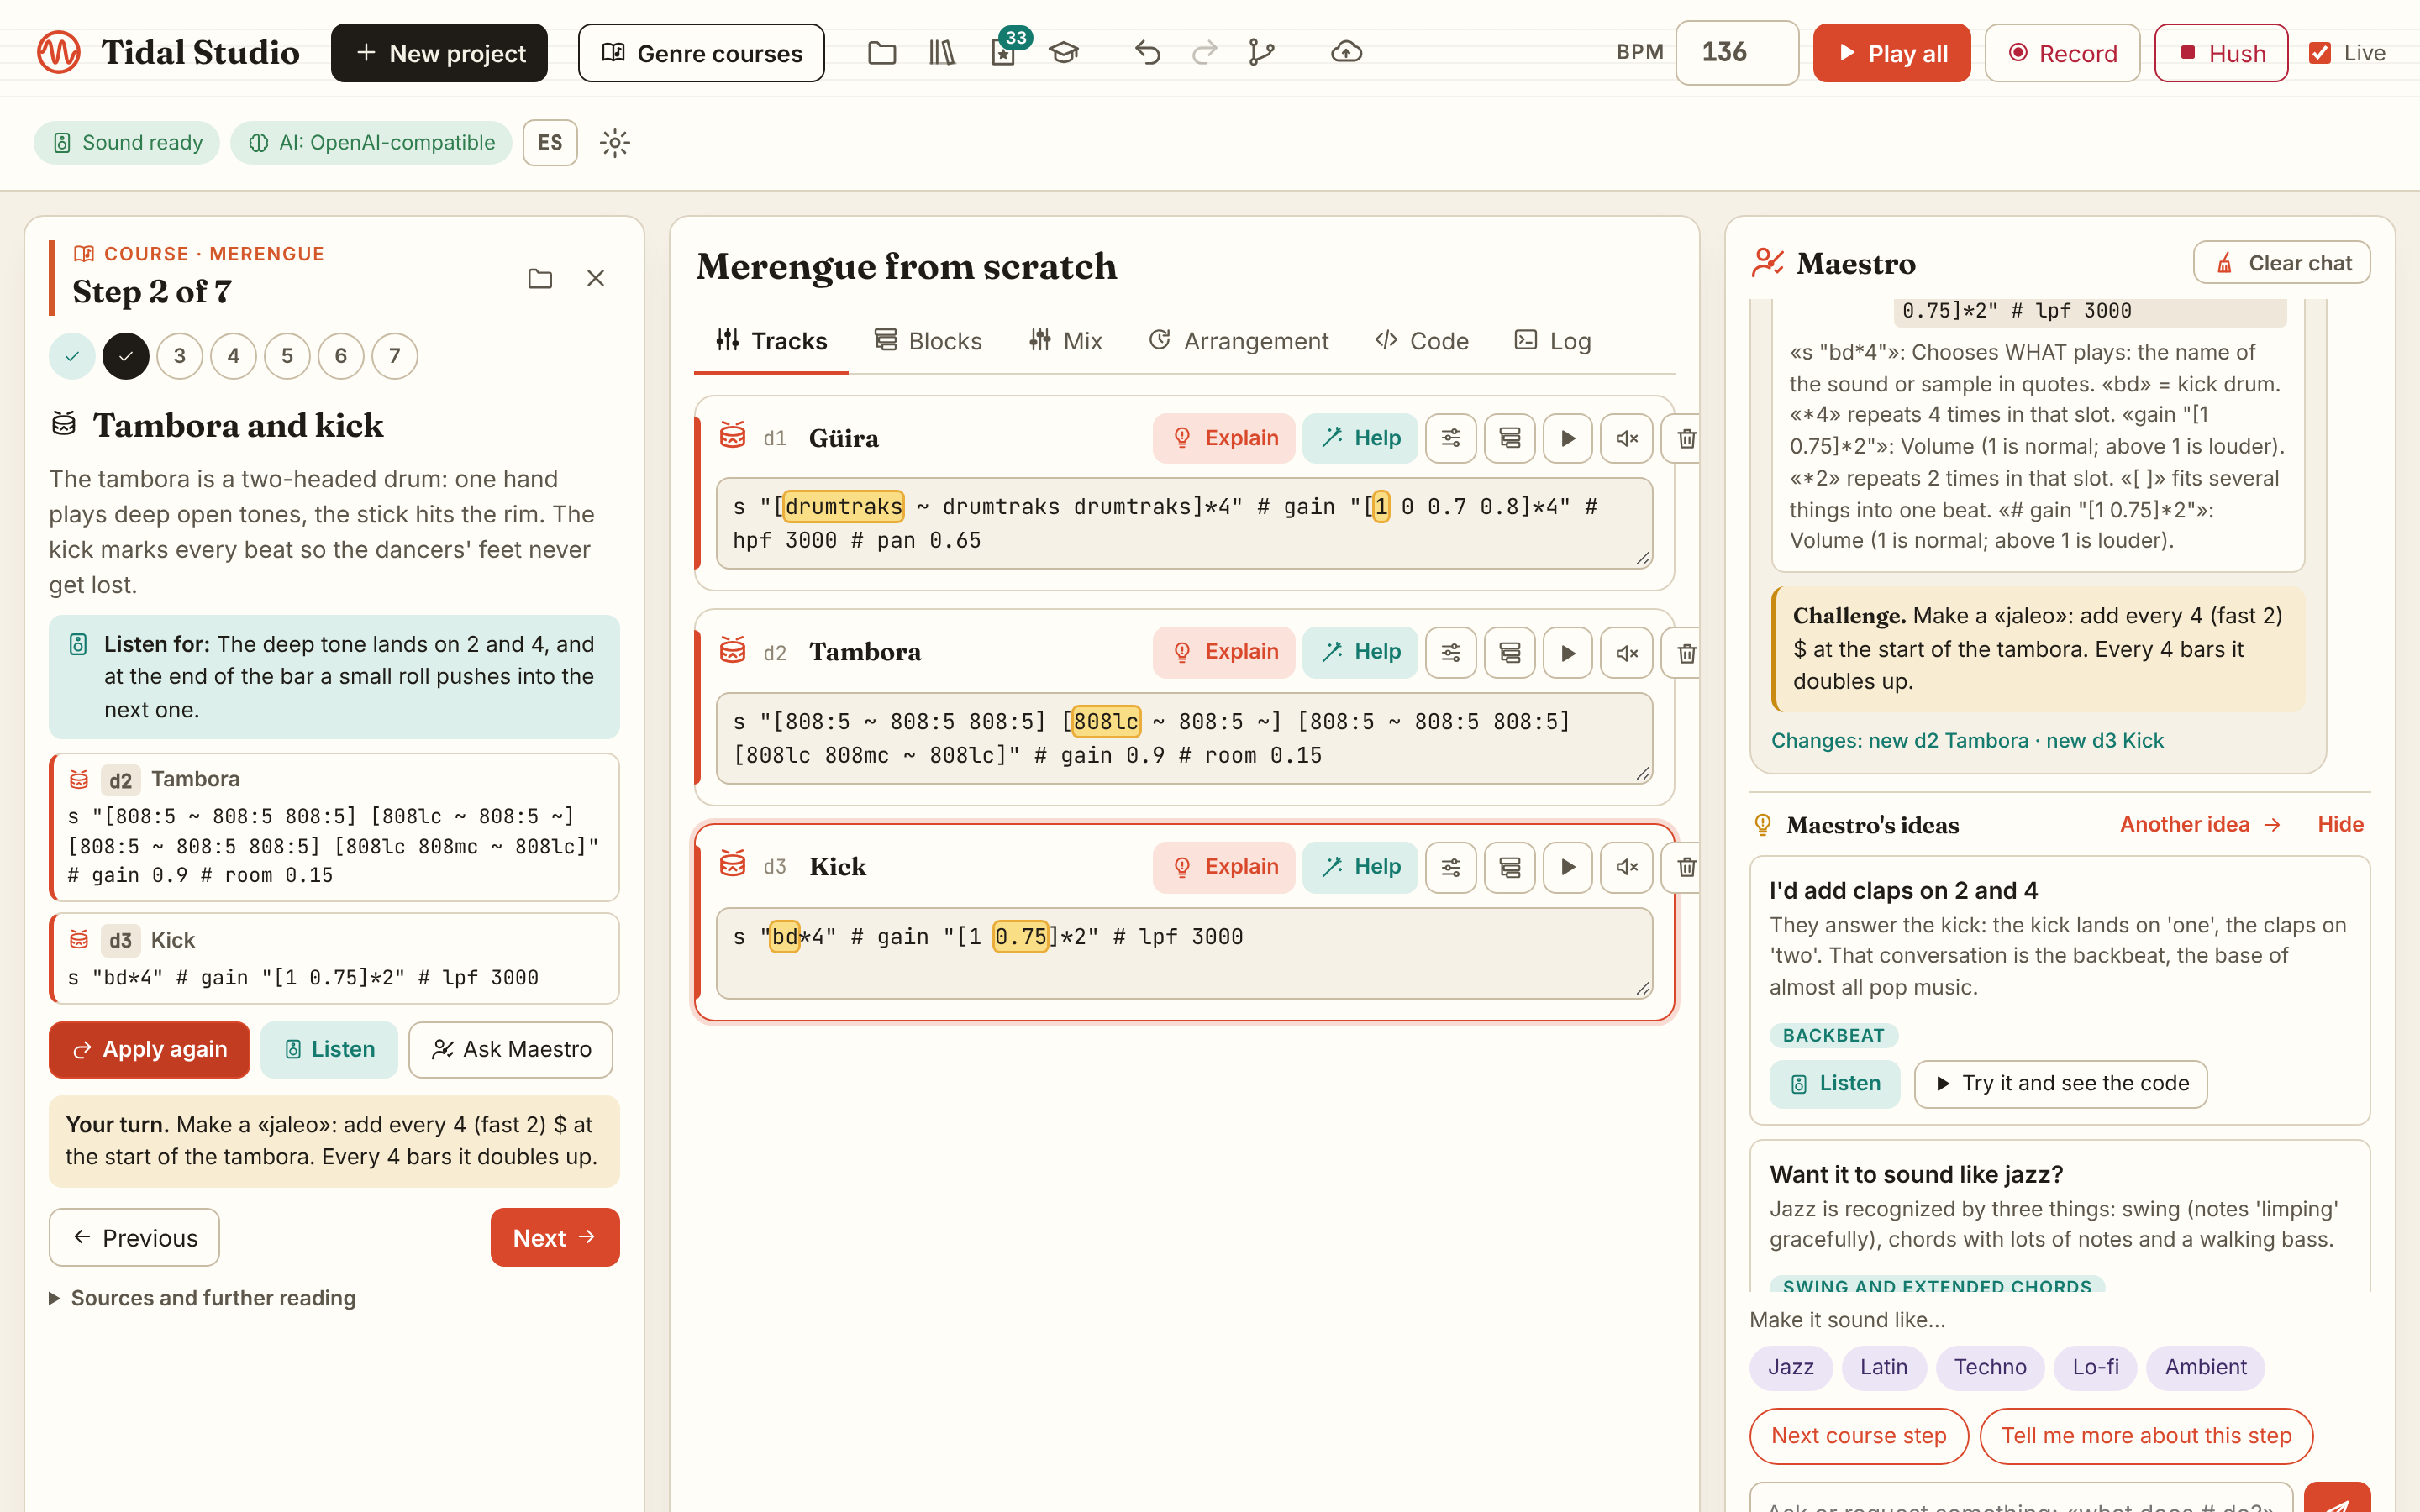 Tidal Studio
New project
Genre courses
33
BPM
136
Play all
Record
Hush
Live
Sound ready
AI: OpenAI-compatible
ES
COURSE · MERENGUE
Step 2 of 7
3 4 5 6 7
Tambora and kick
The tambora is a two-headed drum: one hand
plays deep open tones, the stick hits the rim. The
kick marks every beat so the dancers' feet never
get lost.
Listen for: The deep tone lands on 2 and 4, and
at the end of the bar a small roll pushes into the
next one.
d2 Tambora
s "[808:5 ~ 808:5 808:5] [808lc ~ 808:5 ~]
[808:5 ~ 808:5 808:5] [808lc 808mc ~ 808lc]"
# gain 0.9 # room 0.15
d3 Kick
s "bd*4" # gain "[1 0.75]*2" # lpf 3000
Apply again
Listen
Ask Maestro
Your turn. Make a «jaleo»: add every 4 (fast 2) $ at
the start of the tambora. Every 4 bars it doubles up.
Previous
Next
Sources and further reading
Merengue from scratch
Tracks
Blocks
Mix
Arrangement
Code
Log
d1 Güira
Explain
Help
s "[drumtraks ~ drumtraks drumtraks]*4" # gain "[1 0 0.7 0.8]*4" #
hpf 3000 # pan 0.65
d2 Tambora
Explain
Help
s "[808:5 ~ 808:5 808:5] [808lc ~ 808:5 ~] [808:5 ~ 808:5 808:5]
[808lc 808mc ~ 808lc]" # gain 0.9 # room 0.15
d3 Kick
Explain
Help
s "bd*4" # gain "[1 0.75]*2" # lpf 3000
Maestro
Clear chat
0.75]*2" # lpf 3000
«s "bd*4"»: Chooses WHAT plays: the name of
the sound or sample in quotes. «bd» = kick drum.
«*4» repeats 4 times in that slot. «gain "[1
0.75]*2"»: Volume (1 is normal; above 1 is louder).
«*2» repeats 2 times in that slot. «[ ]» fits several
things into one beat. «# gain "[1 0.75]*2"»:
Volume (1 is normal; above 1 is louder).
Challenge. Make a «jaleo»: add every 4 (fast 2)
$ at the start of the tambora. Every 4 bars it
doubles up.
Changes: new d2 Tambora · new d3 Kick
Maestro's ideas
Another idea
Hide
I'd add claps on 2 and 4
They answer the kick: the kick lands on 'one', the claps on
'two'. That conversation is the backbeat, the base of
almost all pop music.
BACKBEAT
Listen
Try it and see the code
Want it to sound like jazz?
Jazz is recognized by three things: swing (notes 'limping'
gracefully), chords with lots of notes and a walking bass.
SWING AND EXTENDED CHORDS
Make it sound like...
Jazz
Latin
Techno
Lo-fi
Ambient
Next course step
Tell me more about this step
Ask or request something: «what does # do?»